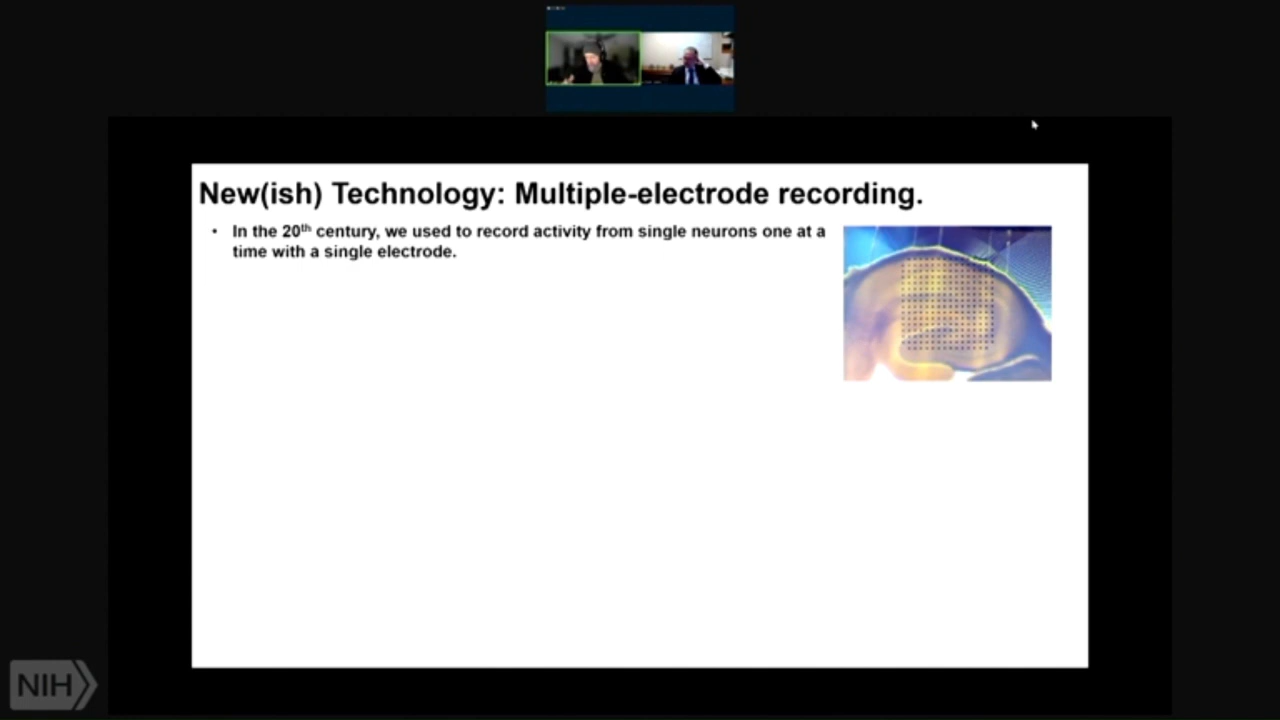 New(ish) Technology: Multiple-electrode recording.
• In the 20th century, we used to record activity from single neurons one at a
time with a single electrode.
NIH